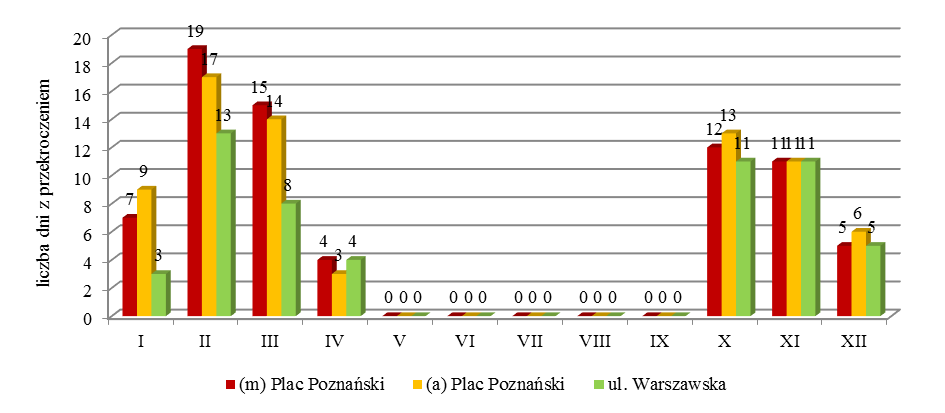 liczba dni z przekroczeniem
20
18
16
14
12
10
8
6
4
2
0
7 9 3
19 17 13
15 14 8
4 3 4
0 0 0
0 0 0
0 0 0
0 0 0
0 0 0
12 13 11
11 11 11
5 6 5
I II III IV V VI VII VIII IX X XI XII
(m) Plac Poznański (a) Plac Poznański ul. Warszawska